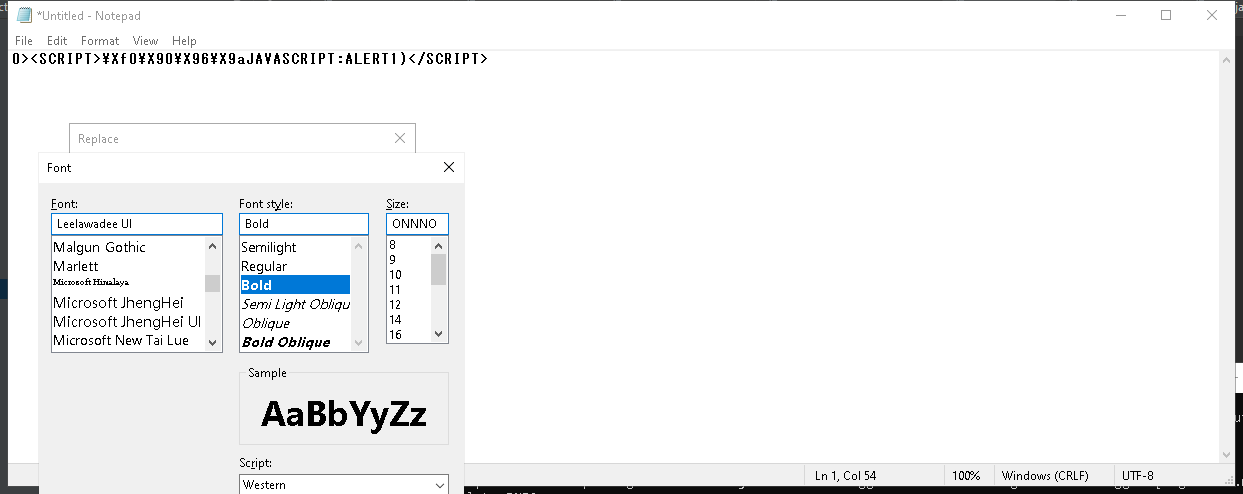 *Untitled - Notepad
File Edit Format View Help
0><SCRIPT>¥Xf0¥X90¥X96¥X9aJAVASCRIPT:ALERT1)</SCRIPT>
Replace
Font
Font: Font style: Size:
Leelawadee UI Bold ONNNO
Malgun Gothic Semilight 8
Marlett Regular 9
Microsoft Himalaya Bold 10
Microsoft JhengHei Semi Light Obliqu 11
Microsoft JhengHei UI Oblique 12
Microsoft New Tai Lue Bold Oblique 14
16
Sample
AaBbYyZz
Script:
Western
Ln 1, Col 54 100% Windows (CRLF) UTF-8